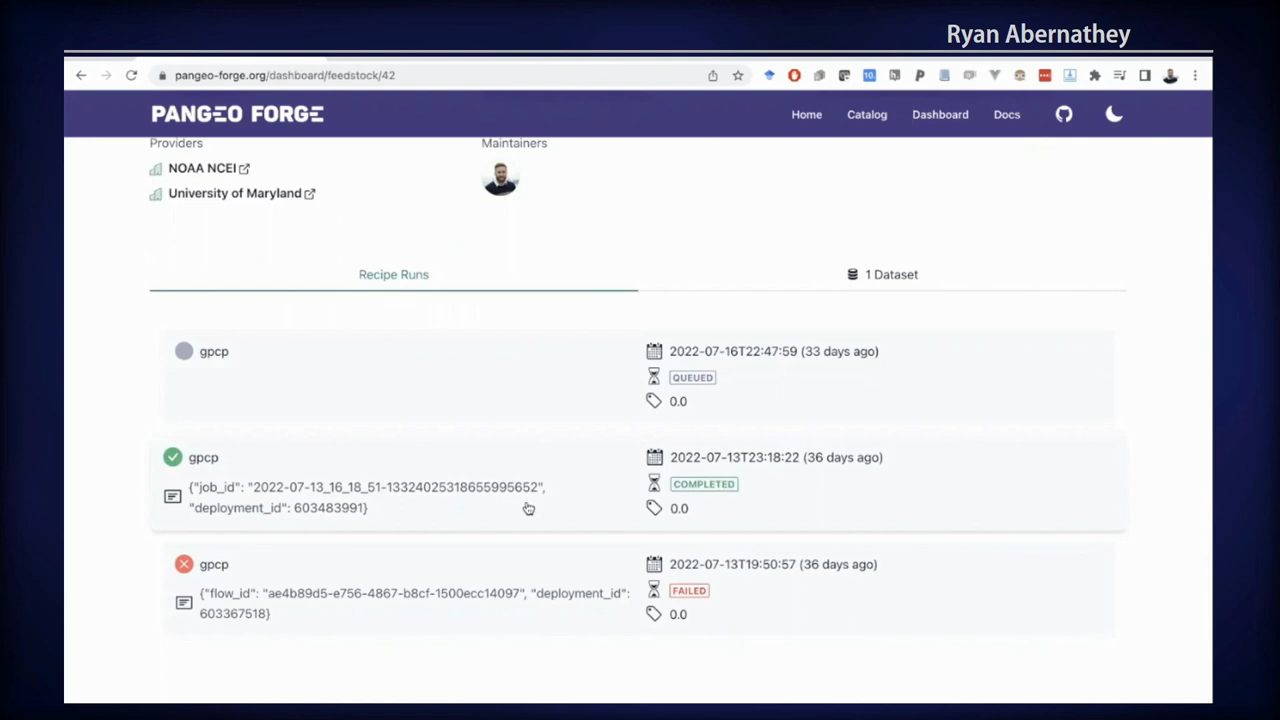 Ryan Abernathey
pangeo-forge.org/dashboard/feedstock/42
PANGEO FORGE
Home Catalog Dashboard Docs
Providers
NOAA NCEI
University of Maryland
Maintainers
Recipe Runs
1 Dataset
gpcp
2022-07-16T22:47:59 (33 days ago)
QUEUED
0.0
gpcp
{"job_id": "2022-07-13_16_18_51-13324025318655995652",
"deployment_id": 603483991}
2022-07-13T23:18:22 (36 days ago)
COMPLETED
0.0
gpcp
{"flow_id": "ae4b89d5-e756-4867-b8cf-1500ecc14097", "deployment_id":
603367518}
2022-07-13T19:50:57 (36 days ago)
FAILED
0.0